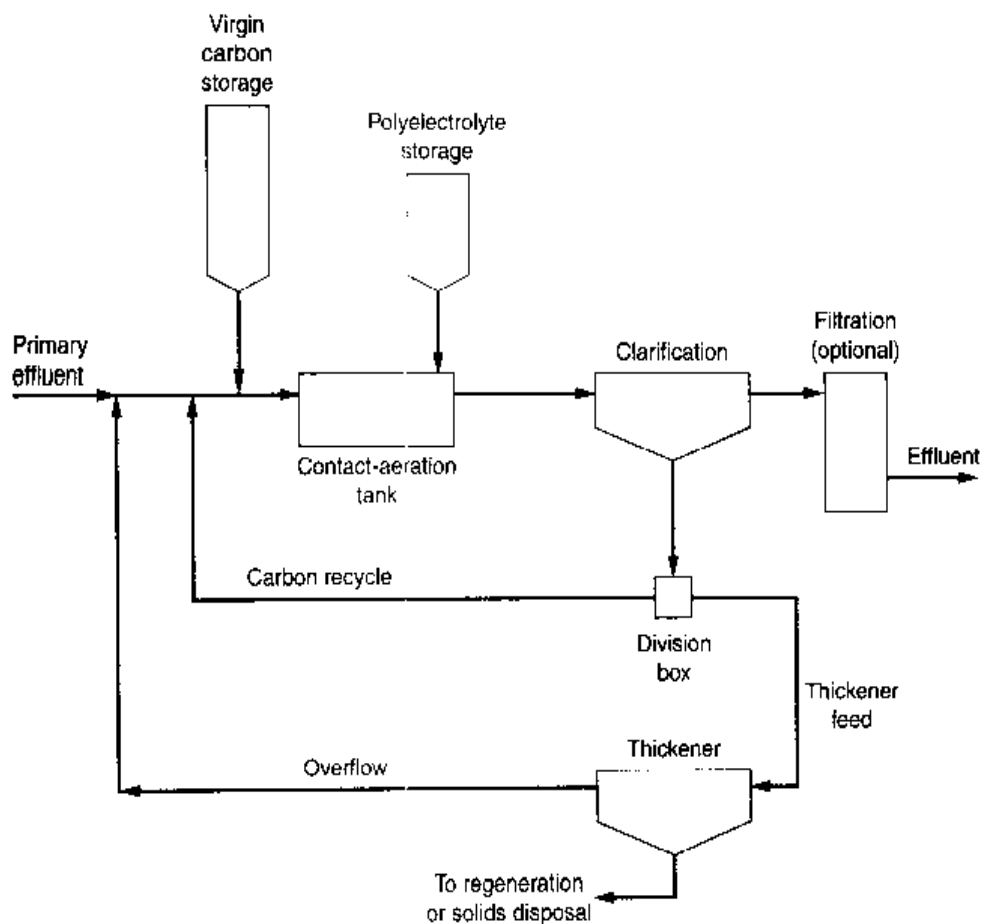 Virgin
carbon
storage
Polyelectrolyte
storage
Primary
effluent
Clarification
Filtration
(optional)
Contact-aeration
tank
Effluent
Carbon recycle
Division
box
Thickener
feed
Thickener
Overflow
To regeneration
or solids disposal